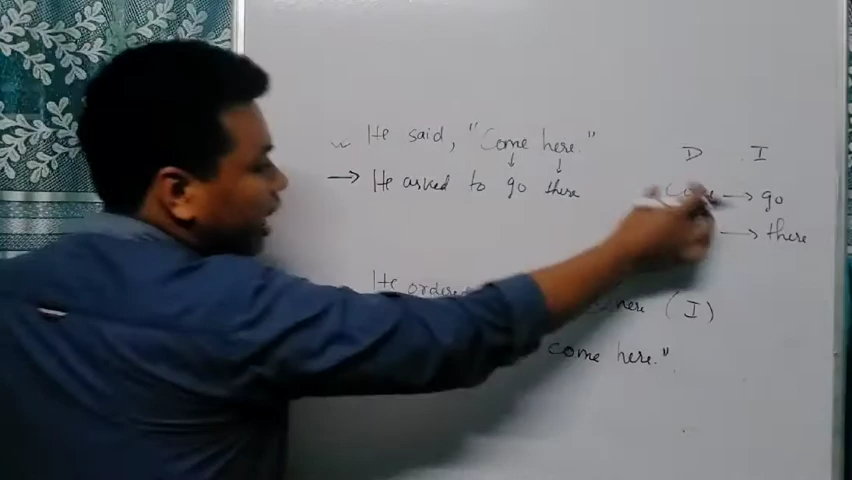 He said, "Come here."
→ He asked to go there
D I
Come → go
→ there
He ordered here (I)
come here."